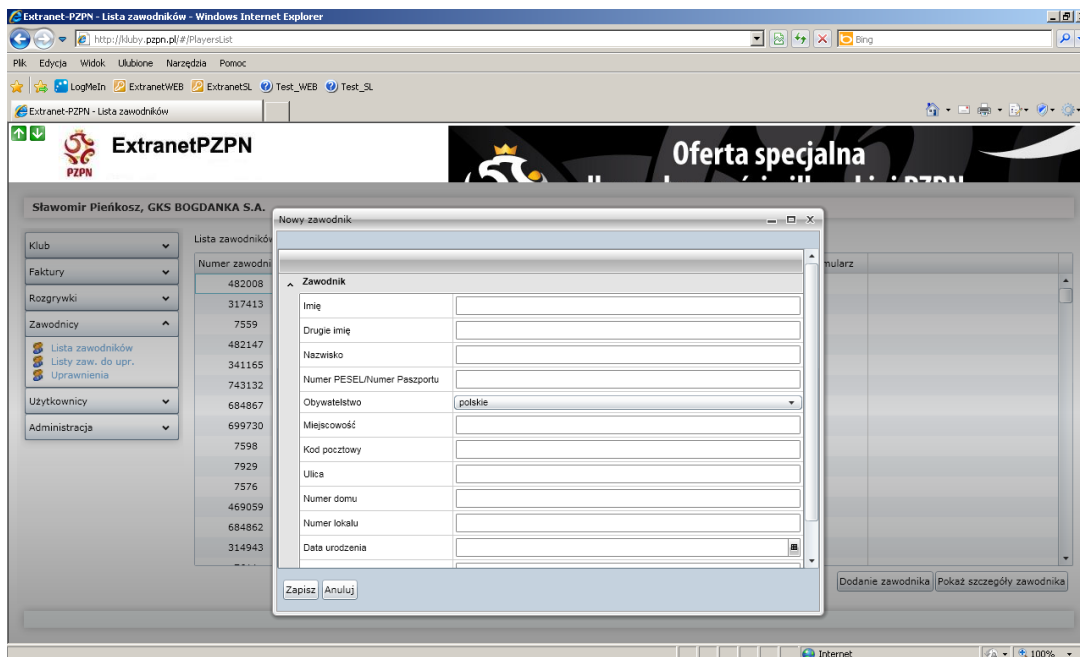 Extranet-PZPN - Lista zawodników - Windows Internet Explorer
http://kluby.pzpn.pl/#/PlayersList
Bing
Plik Edycja Widok Ulubione Narzędzia Pomoc
LogMeIn ExtranetWEB ExtranetSL Test_WEB Test_SL
Extranet-PZPN - Lista zawodników
PZPN
ExtranetPZPN
Oferta specjalna
Sławomir Pieńkosz, GKS BOGDANKA S.A.
Klub
Faktury
Rozgrywki
Zawodnicy
Lista zawodników
Listy zaw. do upr.
Uprawnienia
Użytkownicy
Administracja
Lista zawodników
Numer zawodni
mularz
482008
317413
7559
482147
341165
743132
684867
699730
7598
7929
7576
469059
684862
314943
Nowy zawodnik
Zawodnik
Imię
Drugie imię
Nazwisko
Numer PESEL/Numer Paszportu
Obywatelstwo polskie
Miejscowość
Kod pocztowy
Ulica
Numer domu
Numer lokalu
Data urodzenia
Zapisz Anuluj
Dodanie zawodnika Pokaż szczegóły zawodnika
Internet 100%